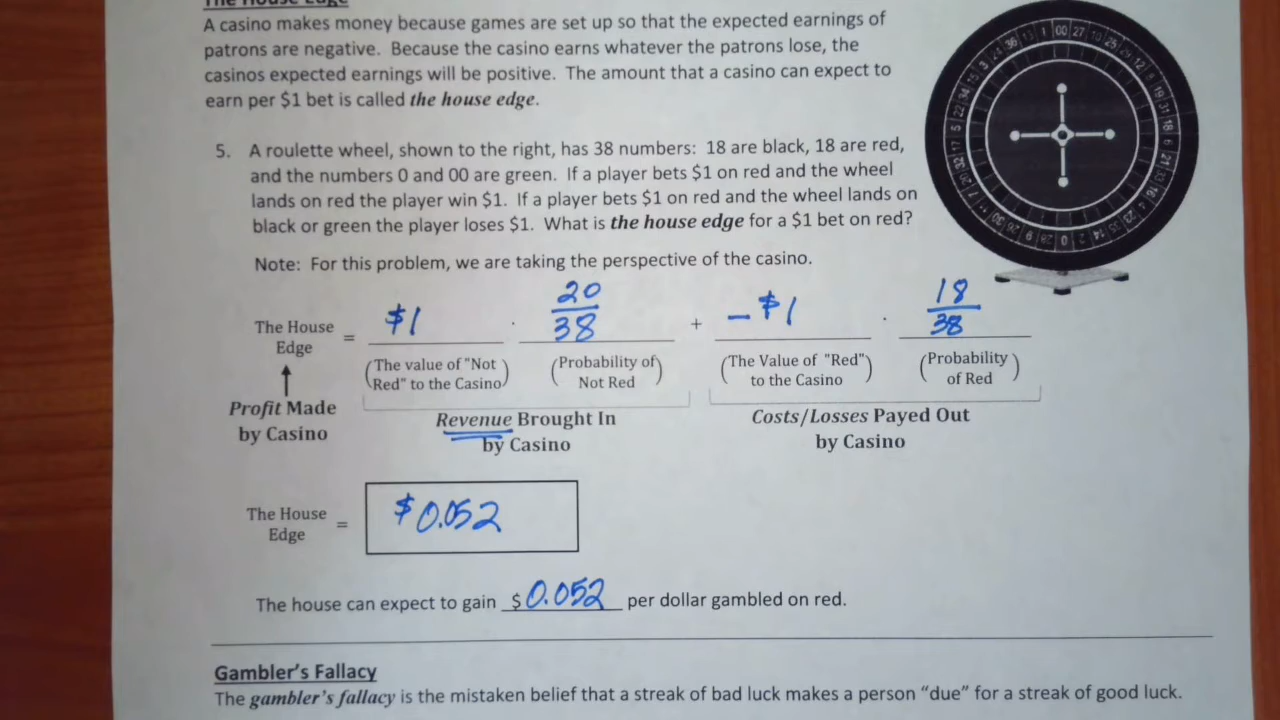 The House Edge
A casino makes money because games are set up so that the expected earnings of
patrons are negative. Because the casino earns whatever the patrons lose, the
casinos expected earnings will be positive. The amount that a casino can expect to
earn per $1 bet is called the house edge.
5. A roulette wheel, shown to the right, has 38 numbers: 18 are black, 18 are red,
and the numbers 0 and 00 are green. If a player bets $1 on red and the wheel
lands on red the player win $1. If a player bets $1 on red and the wheel lands on
black or green the player loses $1. What is the house edge for a $1 bet on red?
Note: For this problem, we are taking the perspective of the casino.
The House Edge = $1 · 20/38 + -$1 · 18/38
(The value of "Not Red" to the Casino) (Probability of Not Red) (The Value of "Red" to the Casino) (Probability of Red)
Profit Made
by Casino
Revenue Brought In
by Casino
Costs/Losses Payed Out
by Casino
The House Edge = $0.052
The house can expect to gain $0.052 per dollar gambled on red.
Gambler's Fallacy
The gambler's fallacy is the mistaken belief that a streak of bad luck makes a person "due" for a streak of good luck.